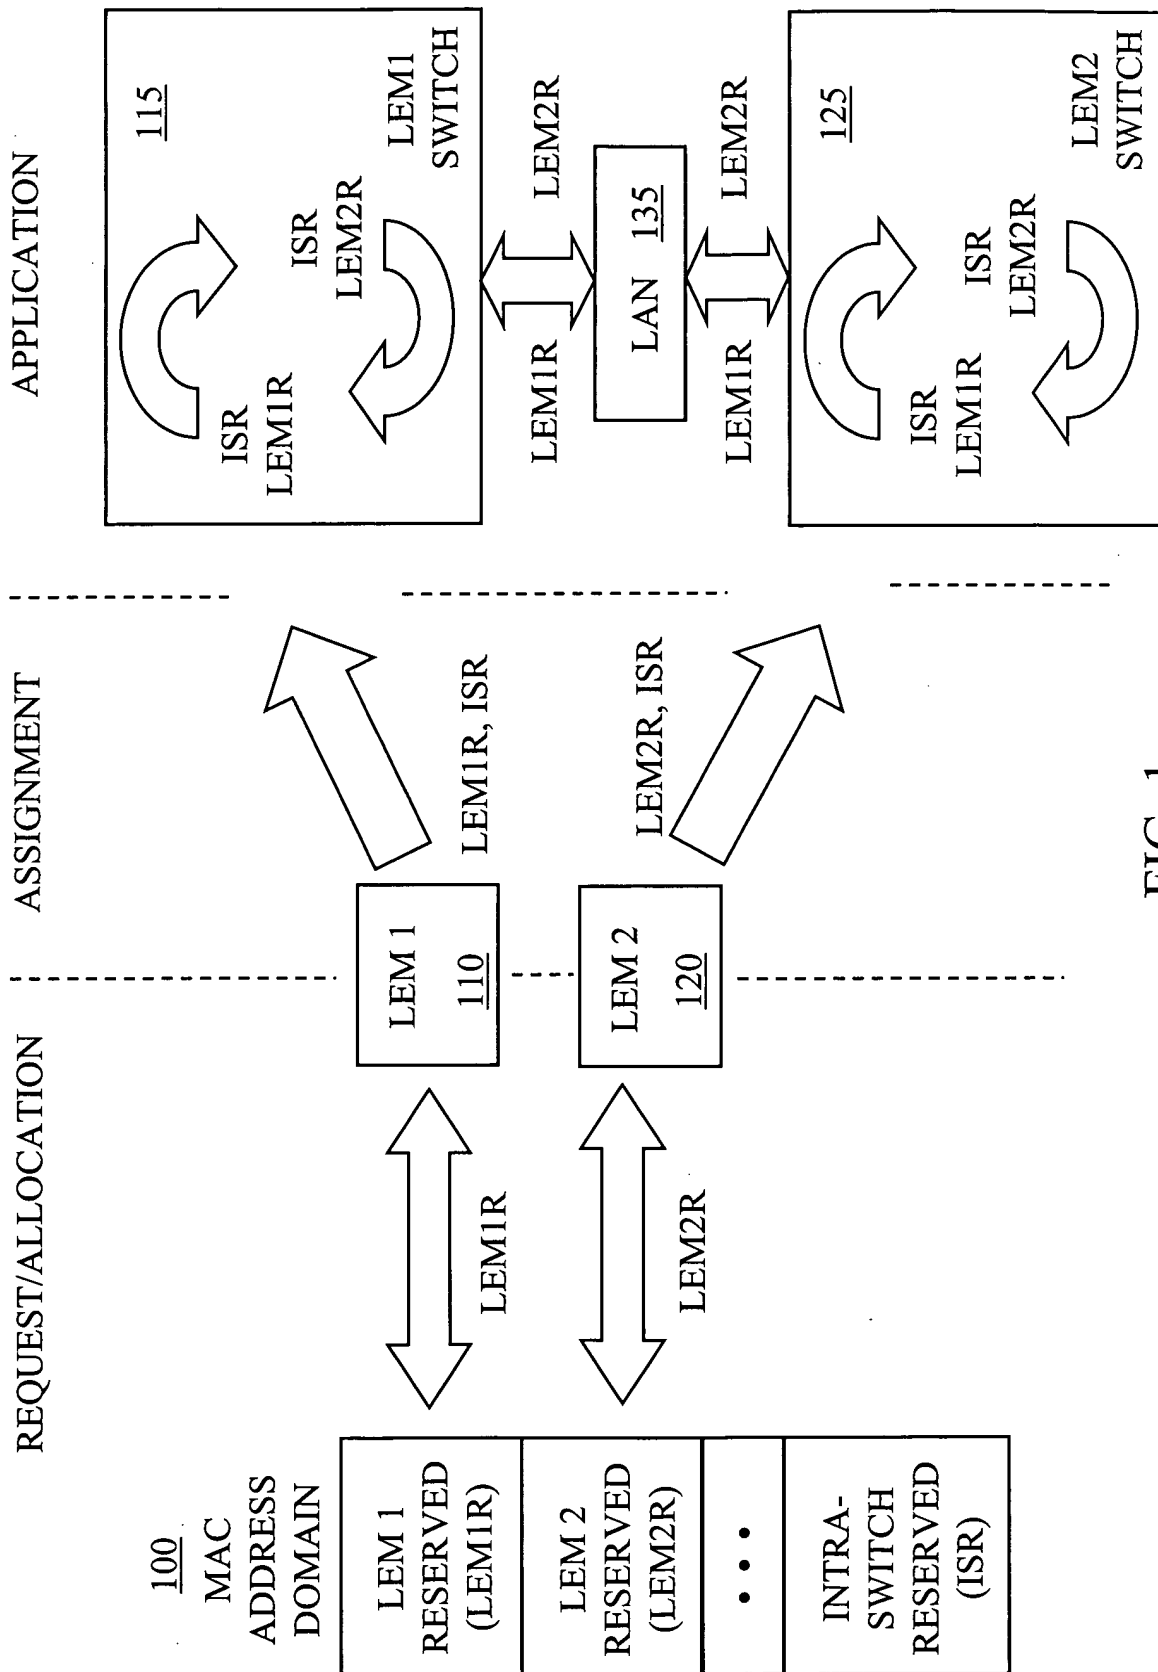 REQUEST/ALLOCATION
ASSIGNMENT
APPLICATION
100
MAC
ADDRESS
DOMAIN
LEM 1
RESERVED
(LEM1R)
LEM 2
RESERVED
(LEM2R)
• • •
INTRA-
SWITCH
RESERVED
(ISR)
LEM1R
LEM2R
LEM 1
110
LEM 2
120
LEM1R, ISR
LEM2R, ISR
115
ISR
LEM1R
ISR
LEM2R
LEM1
SWITCH
LEM1R
LEM2R
LAN 135
LEM1R
LEM2R
125
ISR
LEM1R
ISR
LEM2R
LEM2
SWITCH
FIG. 1